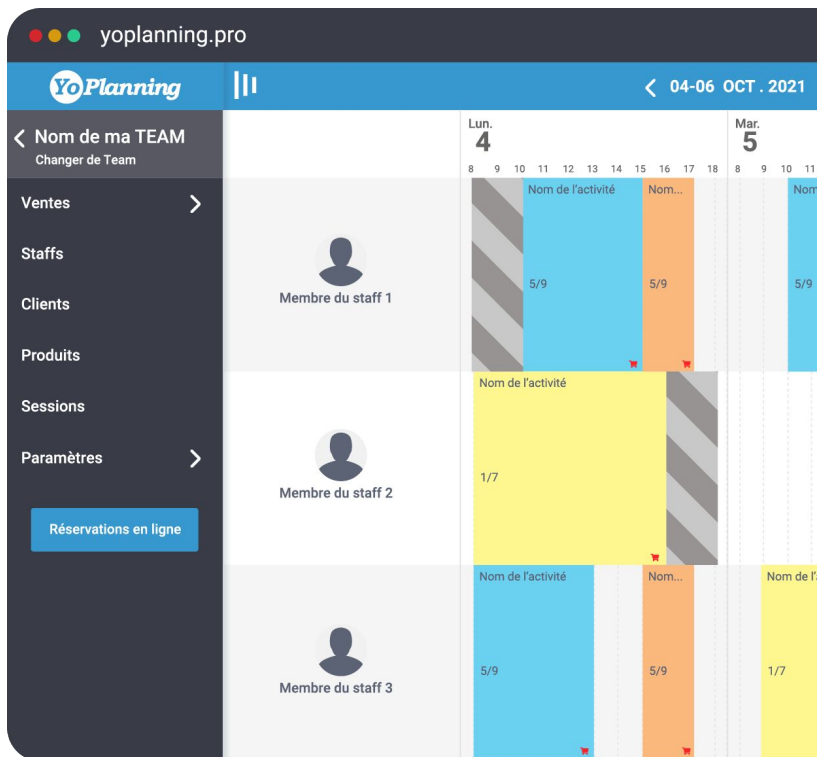 yoplanning.pro
YoPlanning
04-06 OCT . 2021
Nom de ma TEAM
Changer de Team
Lun.
4
Mar.
5
8 9 10 11 12 13 14 15 16 17 18 8 9 10 11
Ventes
Staffs
Clients
Produits
Sessions
Paramètres
Réservations en ligne
Nom de l'activité
Nom...
Nom
5/9
5/9
5/9
Membre du staff 1
Nom de l'activité
1/7
Membre du staff 2
Nom de l'activité
Nom...
Nom de l'
5/9
5/9
1/7
Membre du staff 3